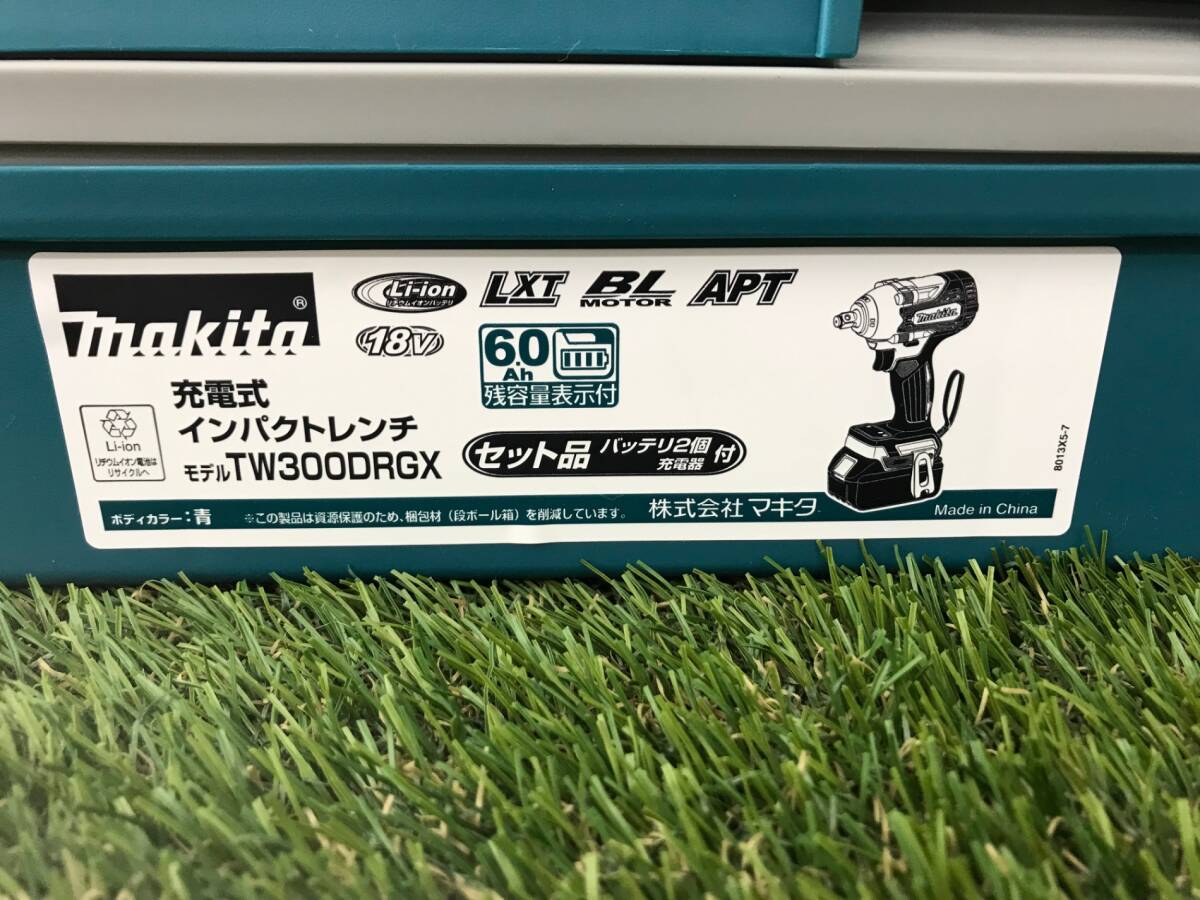 makita®
Li-ion
リチウムイオンバッテリ
LXT
BL
MOTOR
APT
18V
6.0
Ah
残容量表示付
充電式
インパクトレンチ
モデルTW300DRGX
Li-ion
リチウムイオン電池は
リサイクルへ
セット品 バッテリ2個 充電器 付
makita
8013X5-7
ボディカラー:青 ※この製品は資源保護のため、梱包材(段ボール箱)を削減しています。 株式会社マキタ Made in China